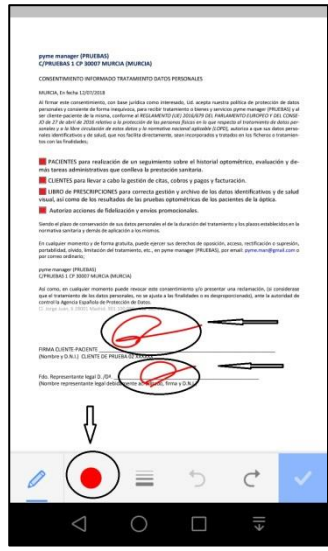 pyme manager (PRUEBAS)
C/PRUEBAS 1 CP 30007 MURCIA (MURCIA)
CONSENTIMIENTO INFORMADO TRATAMIENTO DATOS PERSONALES
MURCIA, En fecha 12/07/2018
Al firmar este consentimiento, con base jurídica como interesado, Ud. acepta nuestra política de protección de datos
personales y consiente de forma inequívoca, para recibir tratamiento o bienes y servicios pyme manager (PRUEBAS) y al
ser cliente-paciente de la misma, conforme al REGLAMENTO (UE) 2016/679 DEL PARLAMENTO EUROPEO Y DEL CONSE-
JO de 27 de abril de 2016 relativo a la protección de las personas físicas en lo que respecta al tratamiento de datos per-
sonales y a la libre circulación de estos datos y la normativa nacional aplicable (LOPD), autoriza a que sus datos perso-
nales identificativos y de salud, que nos facilita directamente, sean incorporados y tratados en los ficheros a tratamien-
tos con las finalidades;
PACIENTES para realización de un seguimiento sobre el historial optométrico, evaluación y de-
más tareas administrativas que conlleva la prestación sanitaria.
CLIENTES para llevar a cabo la gestión de citas, cobros y pagos y facturación.
LIBRO de PRESCRIPCIONES para correcta gestión y archivo de los datos identificativos y de salud
visual, así como de los resultados de las pruebas optométricas de los pacientes de la óptica.
Autorizo acciones de fidelización y envíos promocionales.
Siendo el plazo de conservación de sus datos personales el de la duración del tratamiento y los plazos establecidos en la
normativa sanitaria y demás de aplicación a los mismos.
En cualquier momento y de forma gratuita, puede ejercer sus derechos de oposición, acceso, rectificación o supresión,
portabilidad, olvido, limitación del tratamiento, etc., en pyme manager (PRUEBAS), por email: pyme.man@gmail.com o
por correo ordinario;
pyme manager (PRUEBAS)
C/PRUEBAS 1 CP 30007 MURCIA (MURCIA)
Así como, en cualquier momento puede revocar este consentimiento y/o presentar una reclamación, (si considerase
que el tratamiento de los datos personales, no se ajusta a las finalidades o es desproporcionado), ante la autoridad de
control la Agencia Española de Protección de Datos.
C. Jorge Juan, 6, 28001 Madrid.
FIRMA CLIENTE-PACIENTE
(Nombre y D.N.I.) CLIENTE DE PRUEBA 02
Fdo. Representante legal D. /Dª.
(Nombre representante legal debidamente firma y D.N.I.